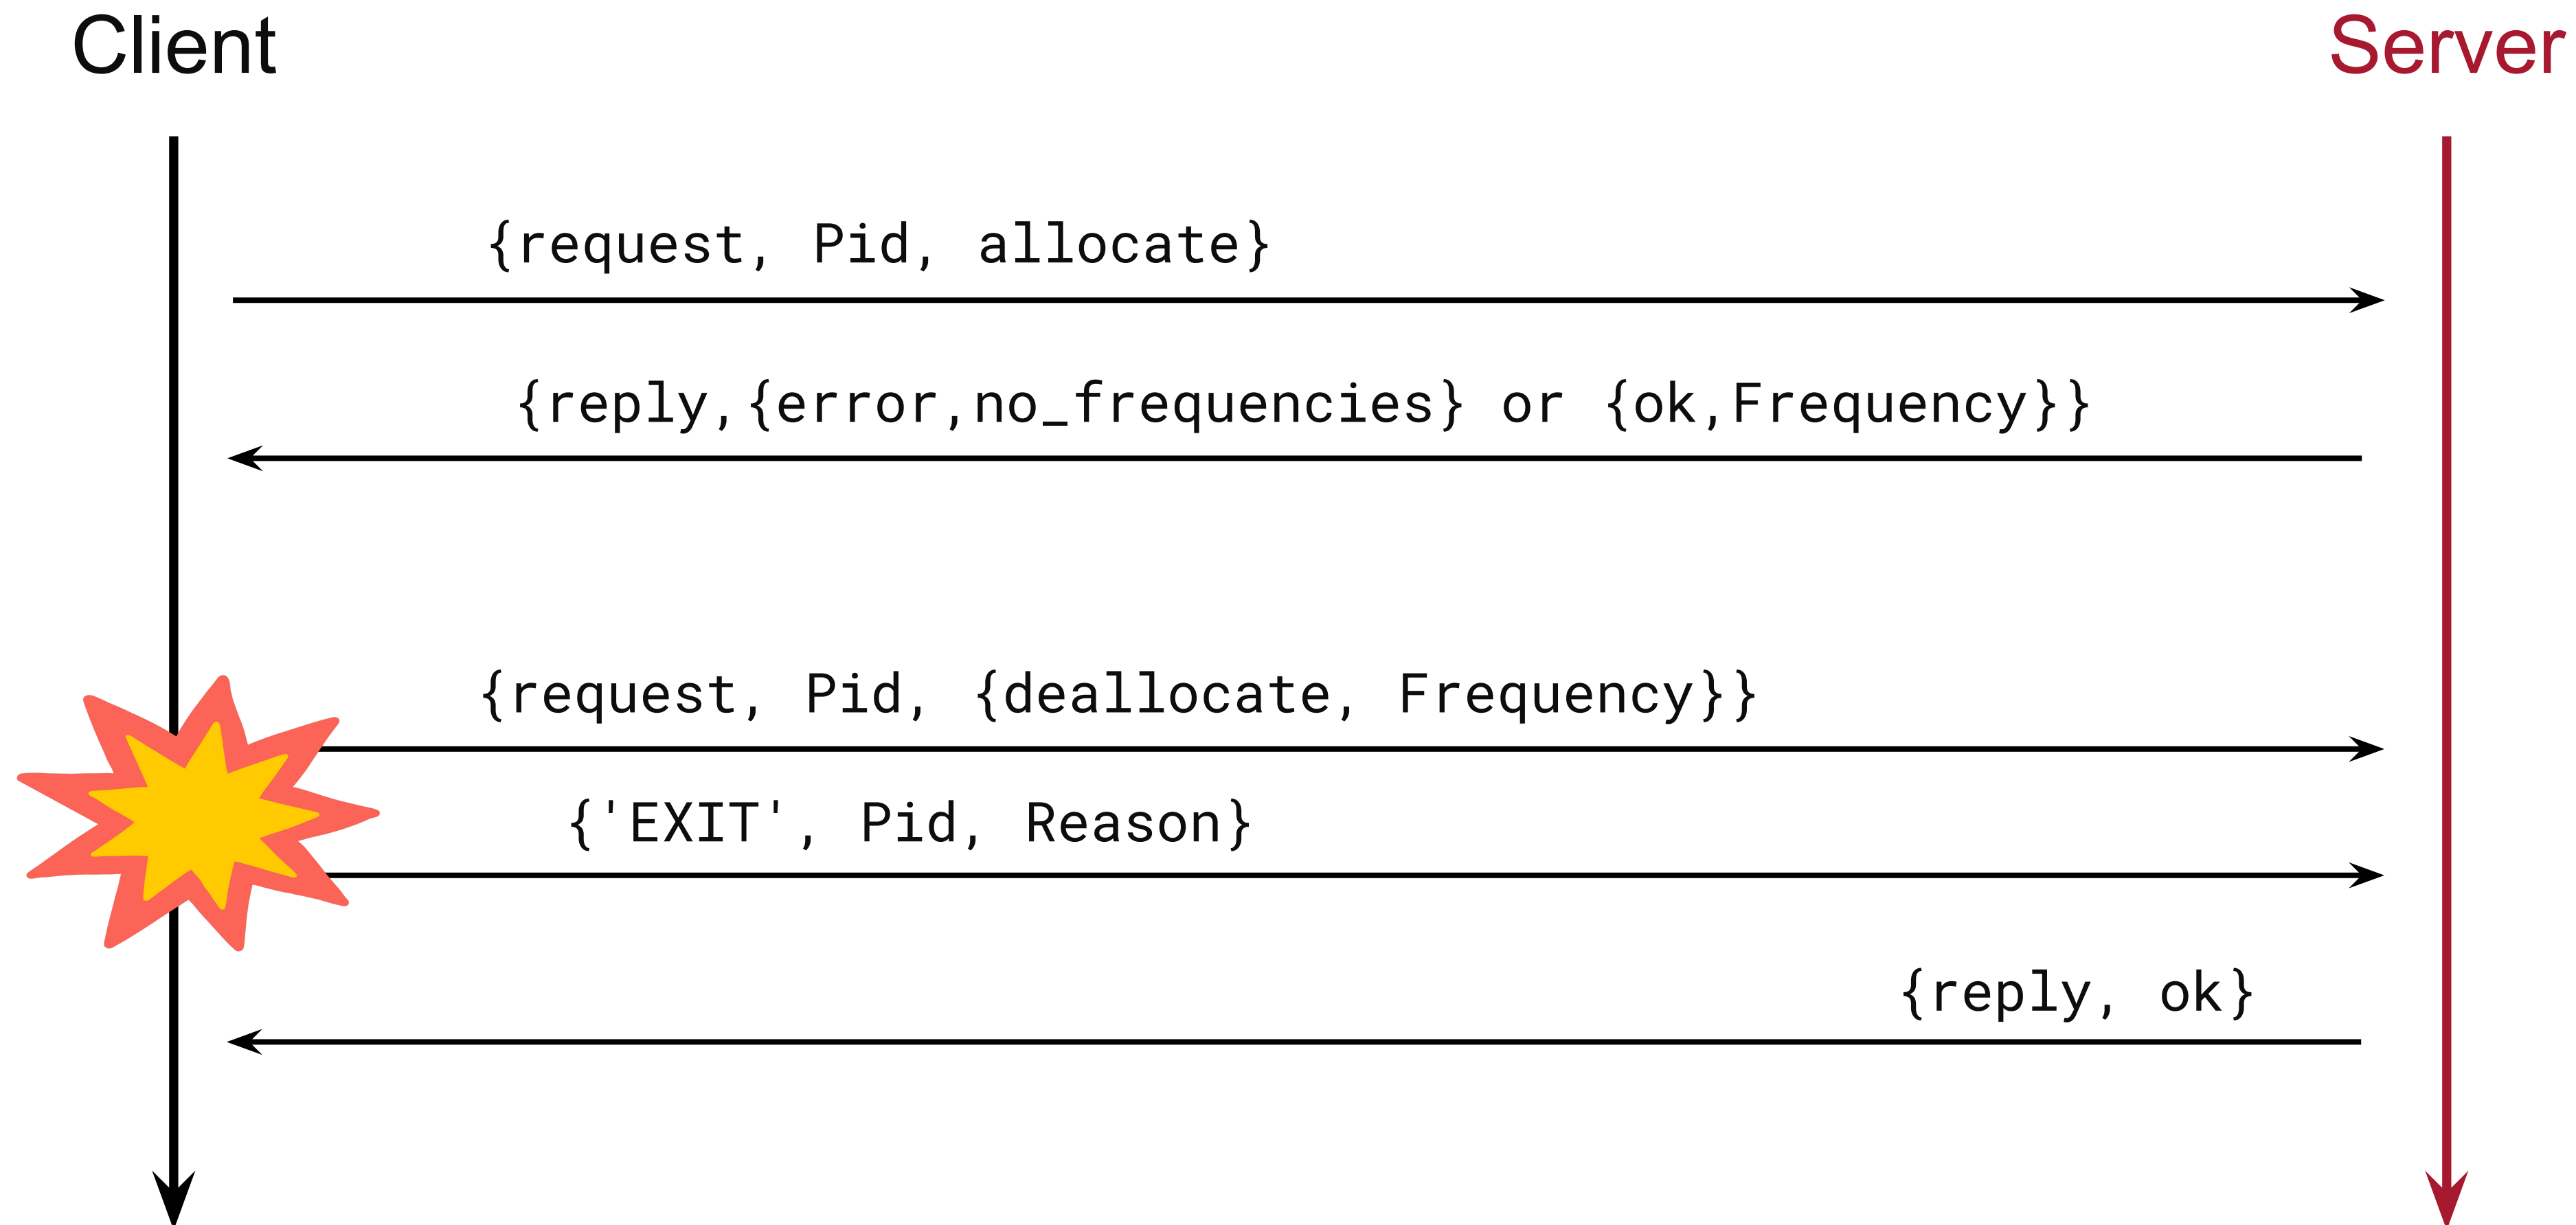 Client
Server
{request, Pid, allocate}
{reply,{error,no_frequencies} or {ok,Frequency}}
{request, Pid, {deallocate, Frequency}}
{'EXIT', Pid, Reason}
{reply, ok}